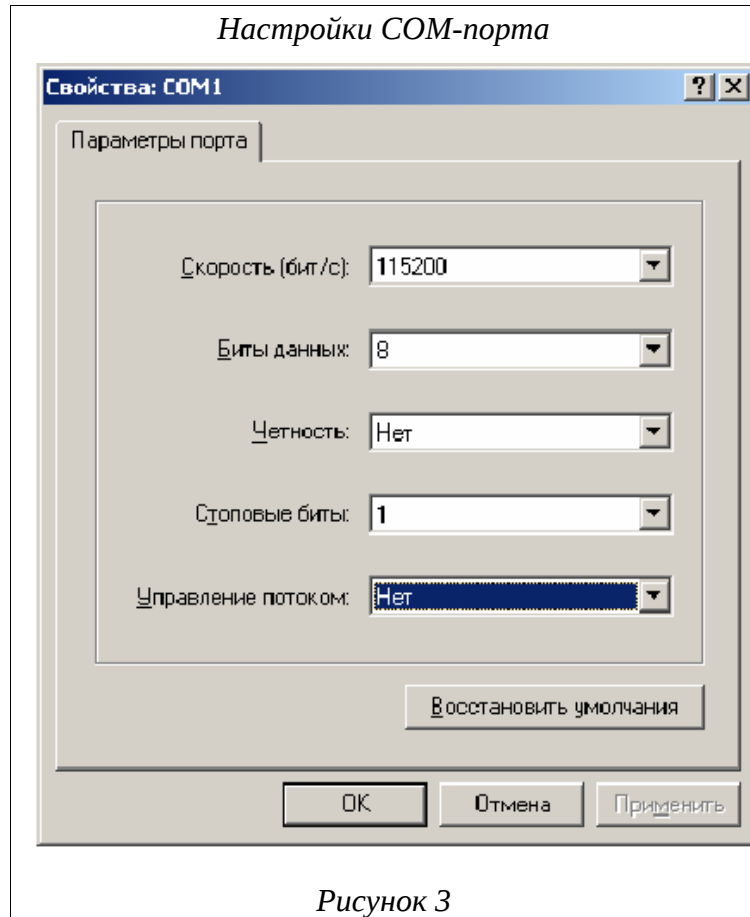 Настройки COM-порта
Свойства: COM1
Параметры порта
Скорость (бит/с): 115200
Биты данных: 8
Четность: Нет
Стоповые биты: 1
Управление потоком: Нет
Восстановить умолчания
OK Отмена Применить
Рисунок 3